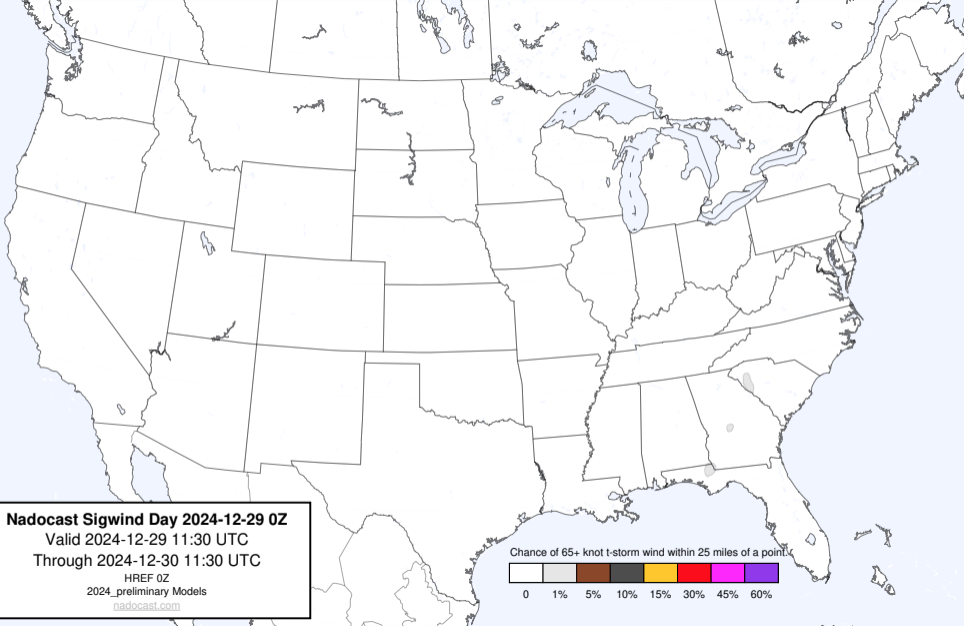 Nadocast Sigwind Day 2024-12-29 0Z
Valid 2024-12-29 11:30 UTC
Through 2024-12-30 11:30 UTC
HREF 0Z
2024_preliminary Models
nadocast.com
Chance of 65+ knot t-storm wind within 25 miles of a point.
0 1% 5% 10% 15% 30% 45% 60%